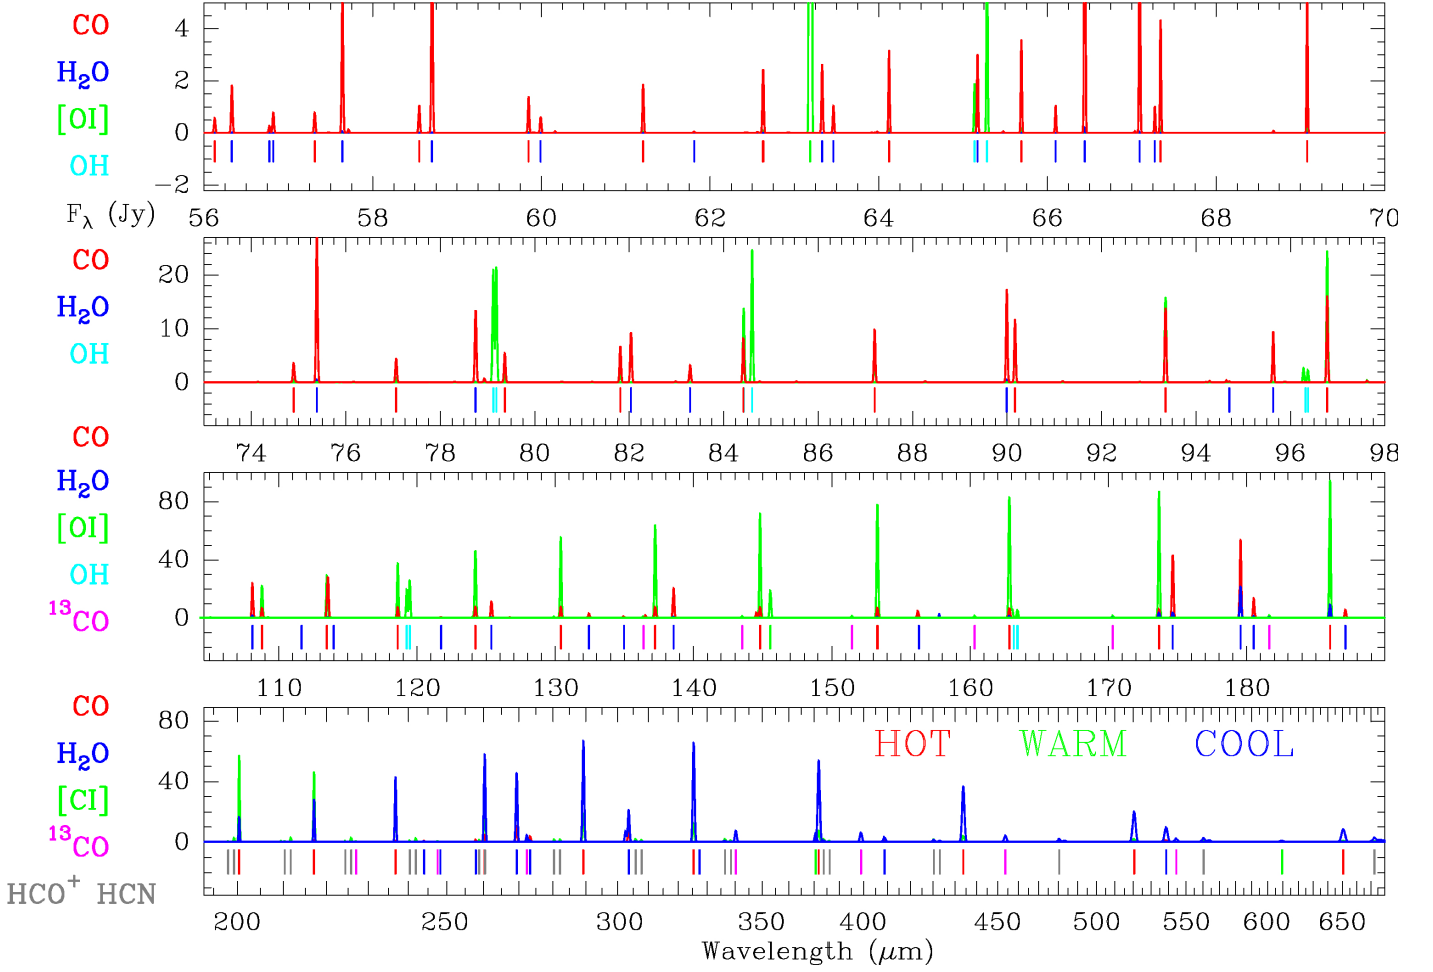 CO
H₂O
[OI]
OH
4
2
0
−2
F_λ (Jy)
56 58 60 62 64 66 68 70
CO
H₂O
OH
20
10
0
74 76 78 80 82 84 86 88 90 92 94 96 98
CO
H₂O
[OI]
OH
¹³CO
80
40
0
110 120 130 140 150 160 170 180
CO
H₂O
[CI]
¹³CO
HCO⁺ HCN
80
40
0
HOT WARM COOL
200 250 300 350 400 450 500 550 600 650
Wavelength (μm)